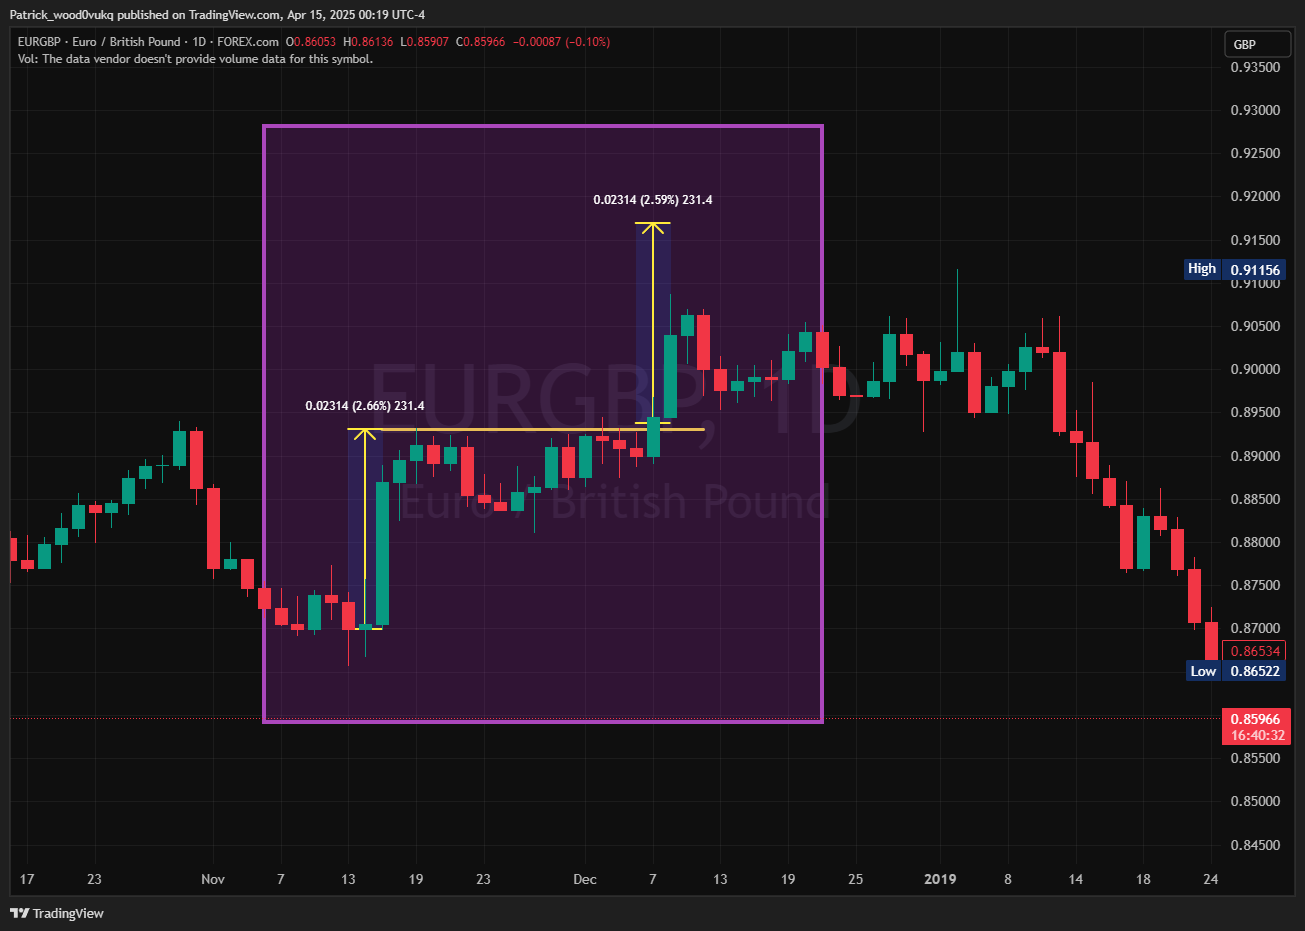 Patrick_wood0vukq published on TradingView.com, Apr 15, 2025 00:19 UTC-4
EURGBP · Euro / British Pound · 1D · FOREX.com O0.86053 H0.86136 L0.85907 C0.85966 −0.00087 (−0.10%)
Vol: The data vendor doesn't provide volume data for this symbol.
GBP
0.93500
0.93000
0.92500
0.92000
0.02314 (2.59%) 231.4
0.91500
High 0.91156
0.91000
0.90500
0.90000
EURGBP, 1D
0.02314 (2.66%) 231.4
0.89500
0.89000
Euro / British Pound
0.88500
0.88000
0.87500
0.87000
0.86534
Low 0.86522
0.85966
16:40:32
0.85500
0.85000
0.84500
17 23 Nov 7 13 19 23 Dec 7 13 19 25 2019 8 14 18 24
TradingView